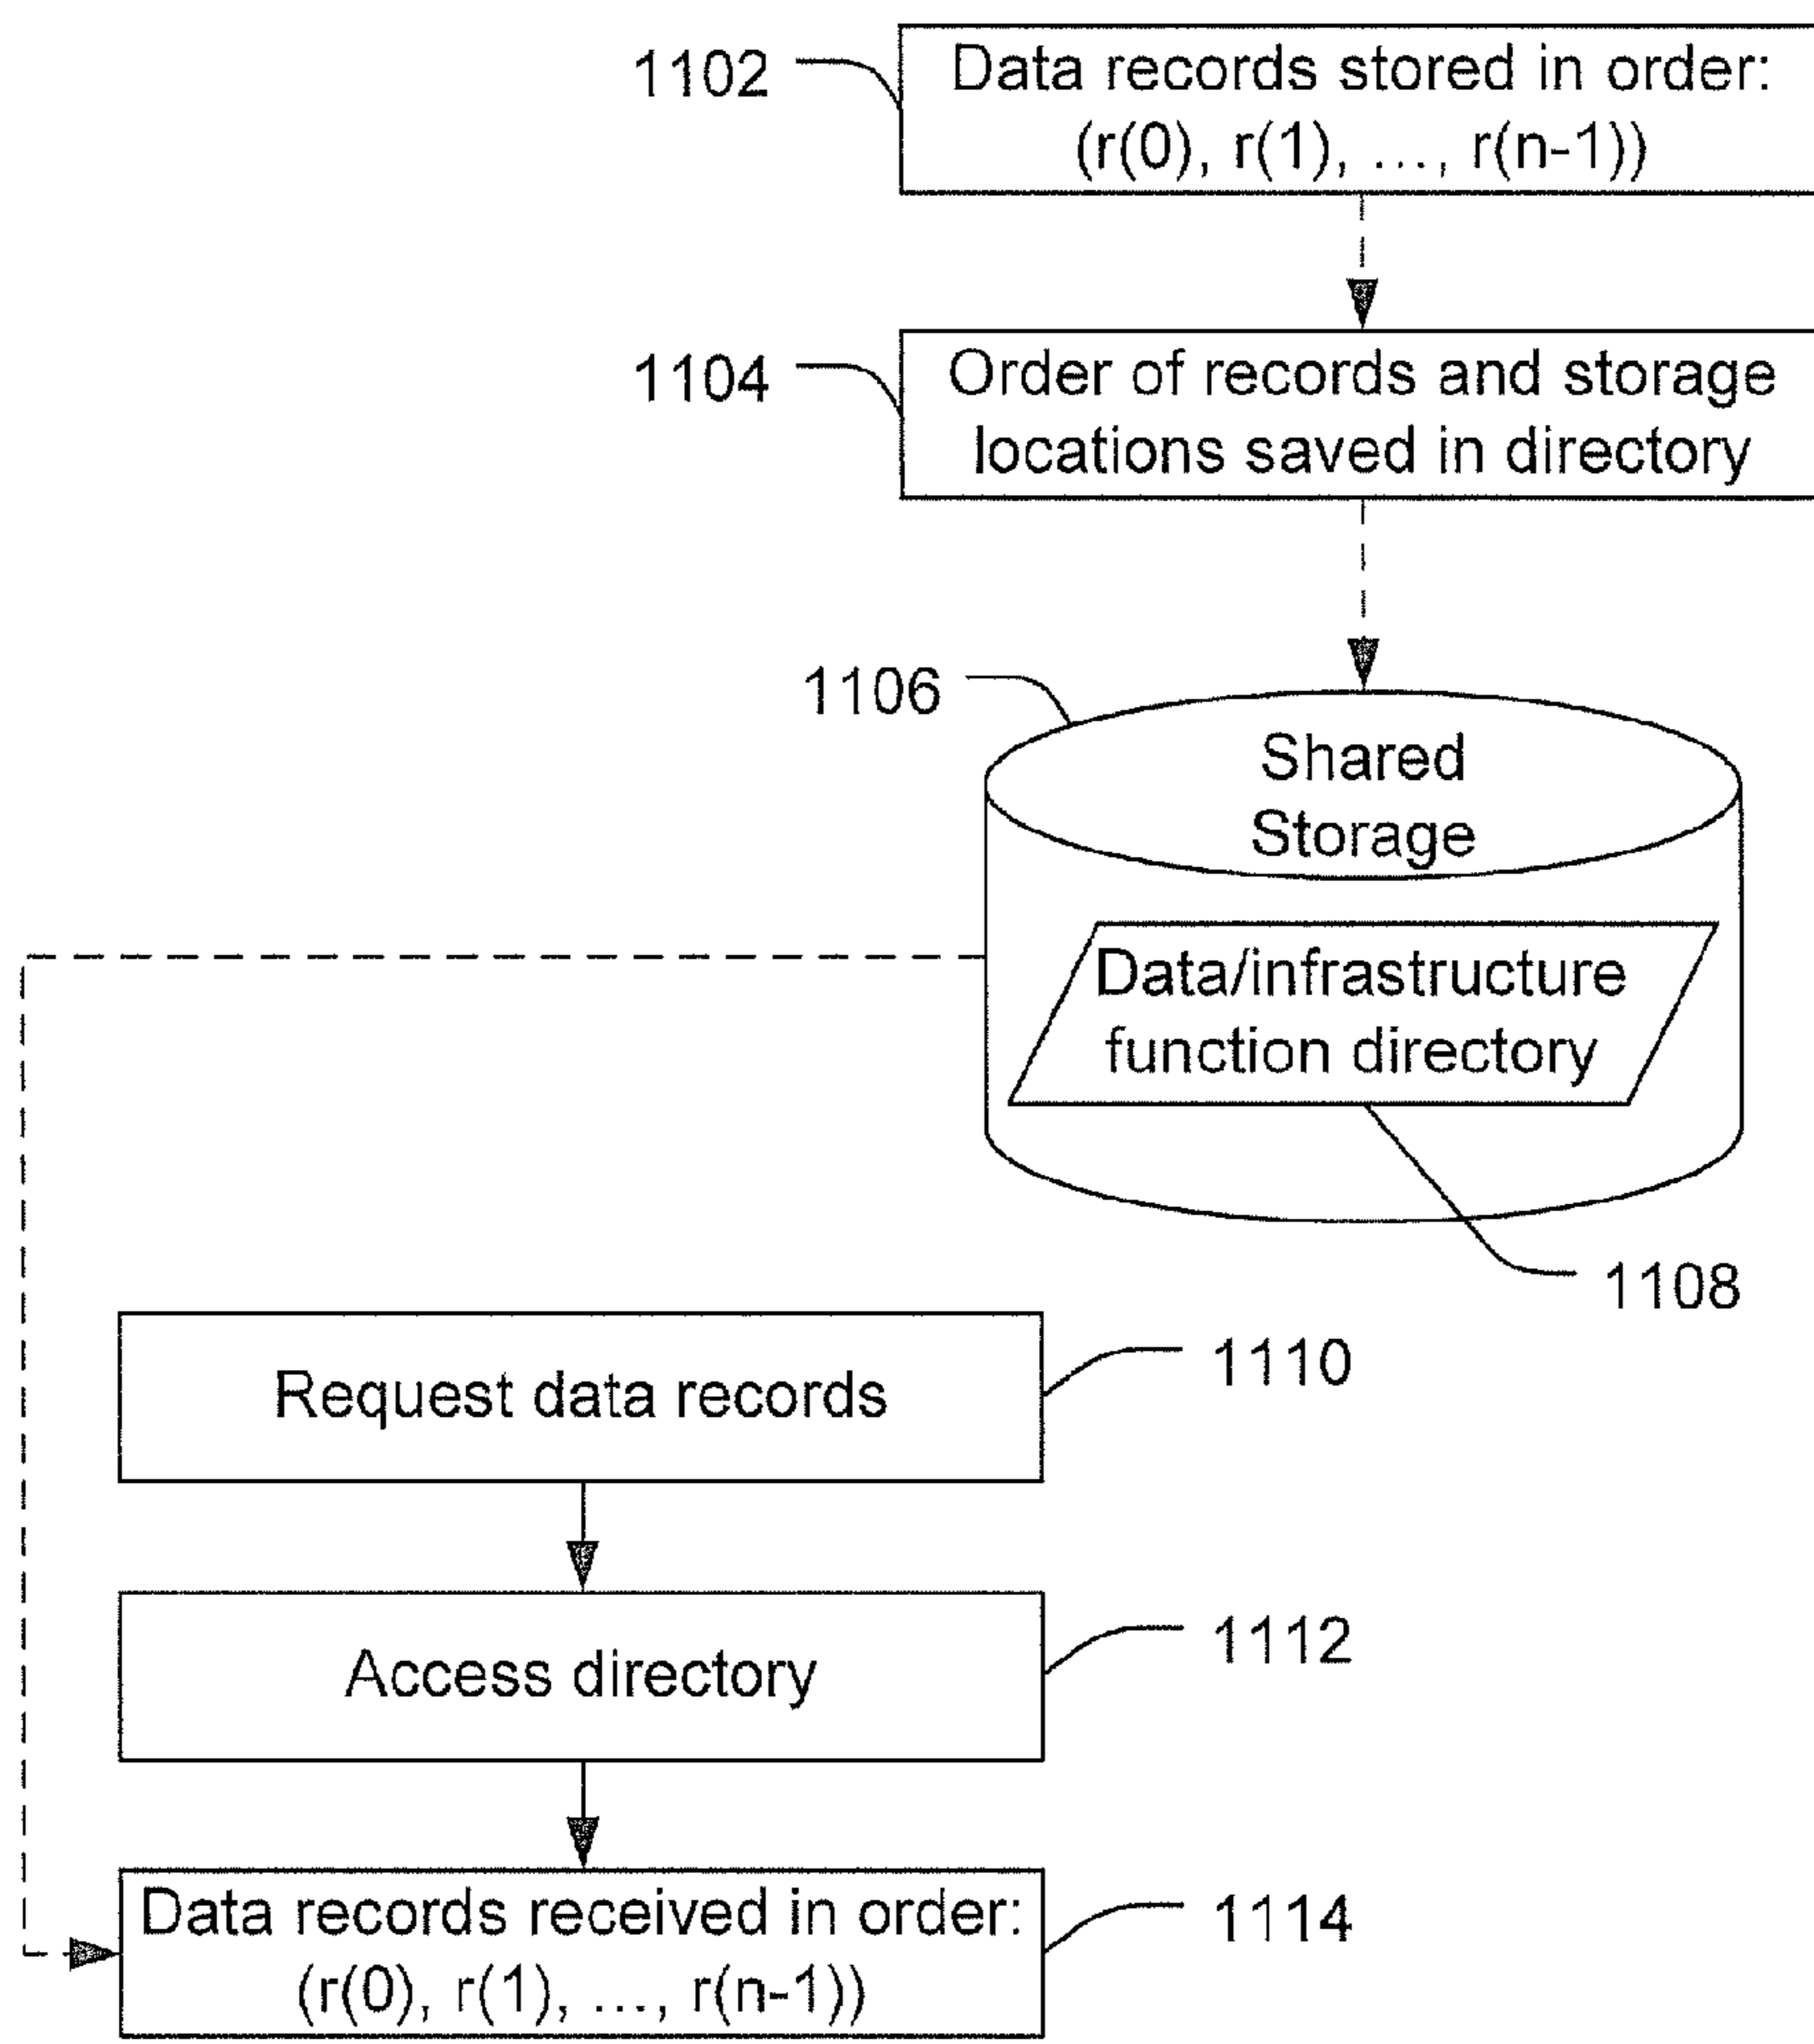 1102
Data records stored in order:
(r(0), r(1), ..., r(n-1))
1104
Order of records and storage
locations saved in directory
1106
Shared
Storage
Data/infrastructure
function directory
1108
Request data records
1110
Access directory
1112
Data records received in order:
(r(0), r(1), ..., r(n-1))
1114